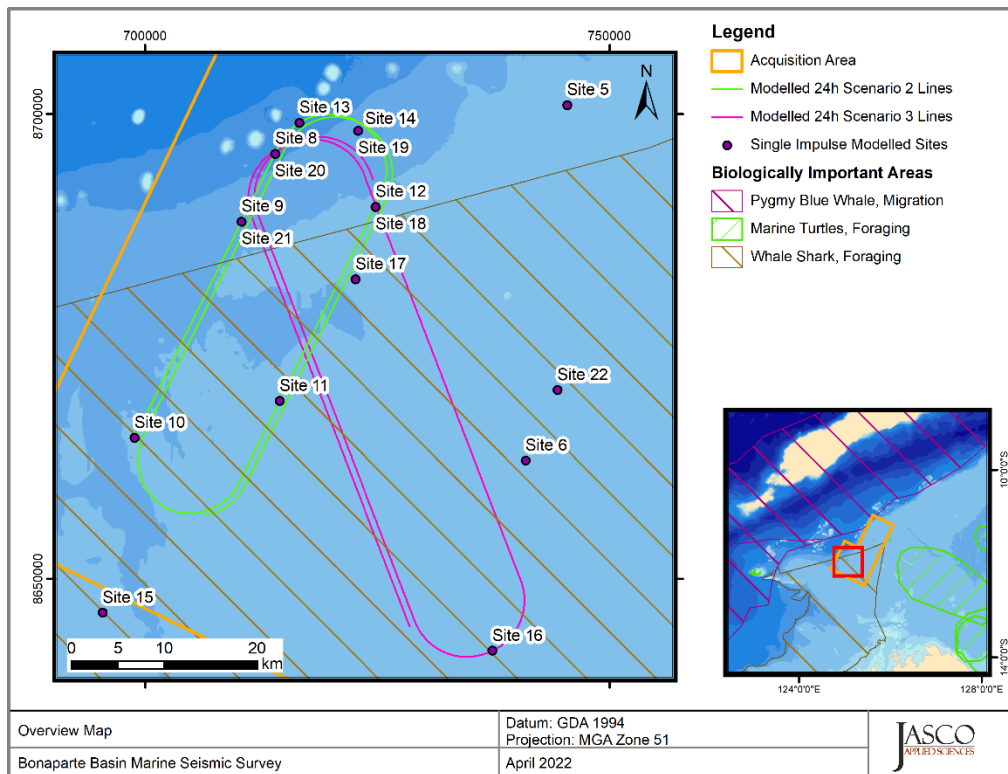 700000
750000
8700000
8650000
N
Site 5
Site 13
Site 14
Site 8
Site 19
Site 20
Site 12
Site 9
Site 18
Site 21
Site 17
Site 22
Site 11
Site 10
Site 6
Site 15
Site 16
0 5 10 20
km
Legend
Acquisition Area
Modelled 24h Scenario 2 Lines
Modelled 24h Scenario 3 Lines
Single Impulse Modelled Sites
Biologically Important Areas
Pygmy Blue Whale, Migration
Marine Turtles, Foraging
Whale Shark, Foraging
10°0'0"S
14°0'0"S
124°0'0"E
128°0'0"E
Overview Map
Datum: GDA 1994
Projection: MGA Zone 51
Bonaparte Basin Marine Seismic Survey
April 2022
JASCO
APPLIED SCIENCES